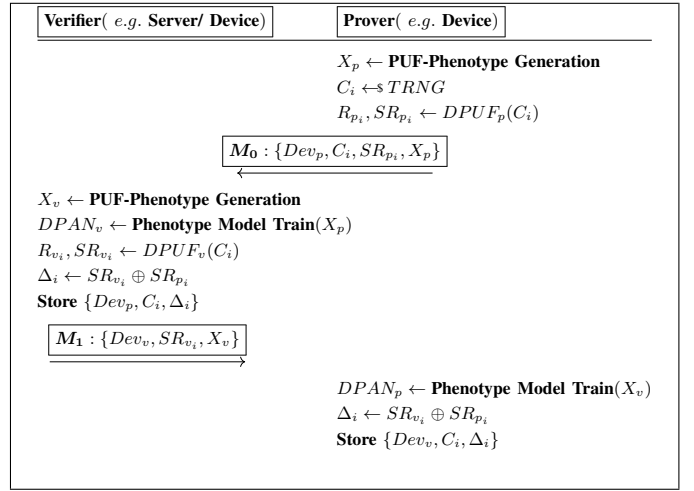 Verifier( e.g. Server/ Device) Prover( e.g. Device)
X_p ← PUF-Phenotype Generation
C_i ←$ TRNG
R_{p_i}, SR_{p_i} ← DPUF_p(C_i)
M_0 : {Dev_p, C_i, SR_{p_i}, X_p}
X_v ← PUF-Phenotype Generation
DPAN_v ← Phenotype Model Train(X_p)
R_{v_i}, SR_{v_i} ← DPUF_v(C_i)
Δ_i ← SR_{v_i} ⊕ SR_{p_i}
Store {Dev_p, C_i, Δ_i}
M_1 : {Dev_v, SR_{v_i}, X_v}
DPAN_p ← Phenotype Model Train(X_v)
Δ_i ← SR_{v_i} ⊕ SR_{p_i}
Store {Dev_v, C_i, Δ_i}